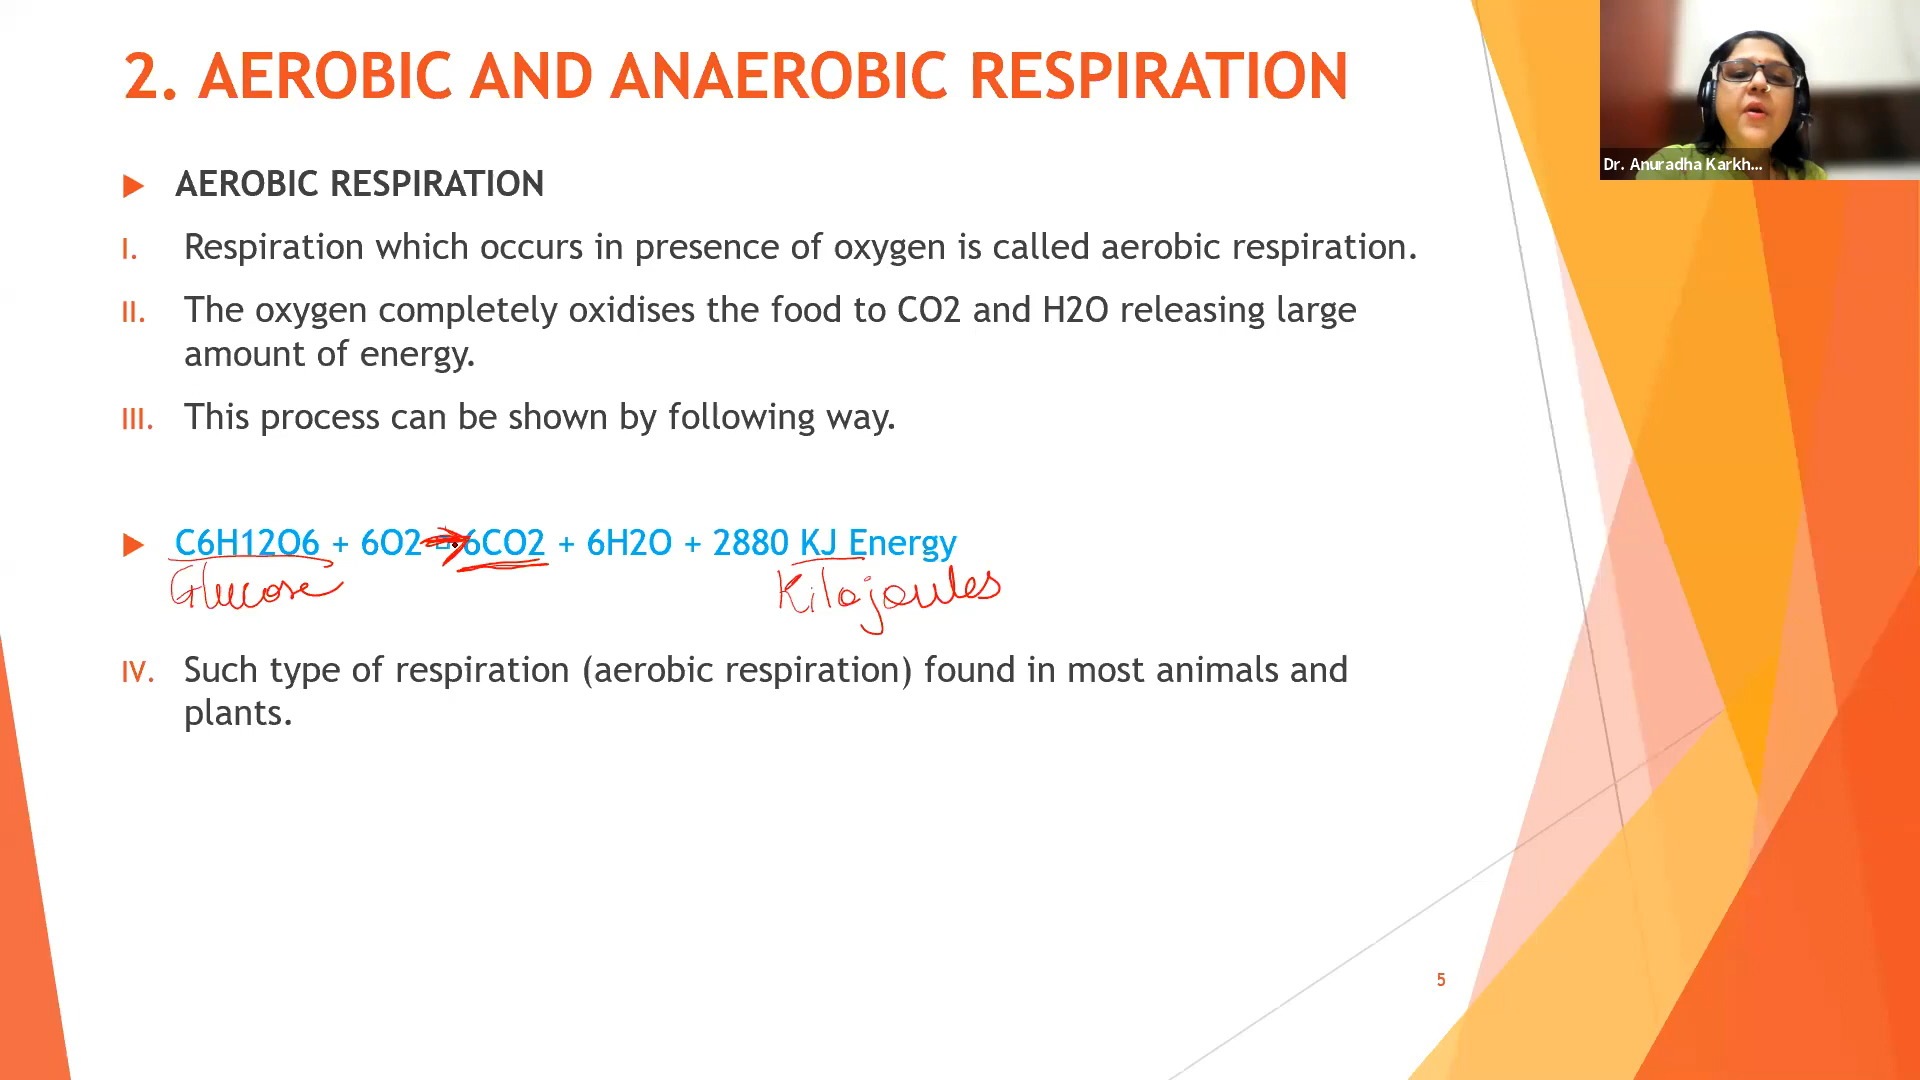 2. AEROBIC AND ANAEROBIC RESPIRATION
Dr. Anuradha Karkh...
AEROBIC RESPIRATION
I. Respiration which occurs in presence of oxygen is called aerobic respiration.
II. The oxygen completely oxidises the food to CO2 and H2O releasing large
amount of energy.
III. This process can be shown by following way.
C6H12O6 + 6O2 → 6CO2 + 6H2O + 2880 KJ Energy
Glucose Kilojoules
IV. Such type of respiration (aerobic respiration) found in most animals and
plants.
5